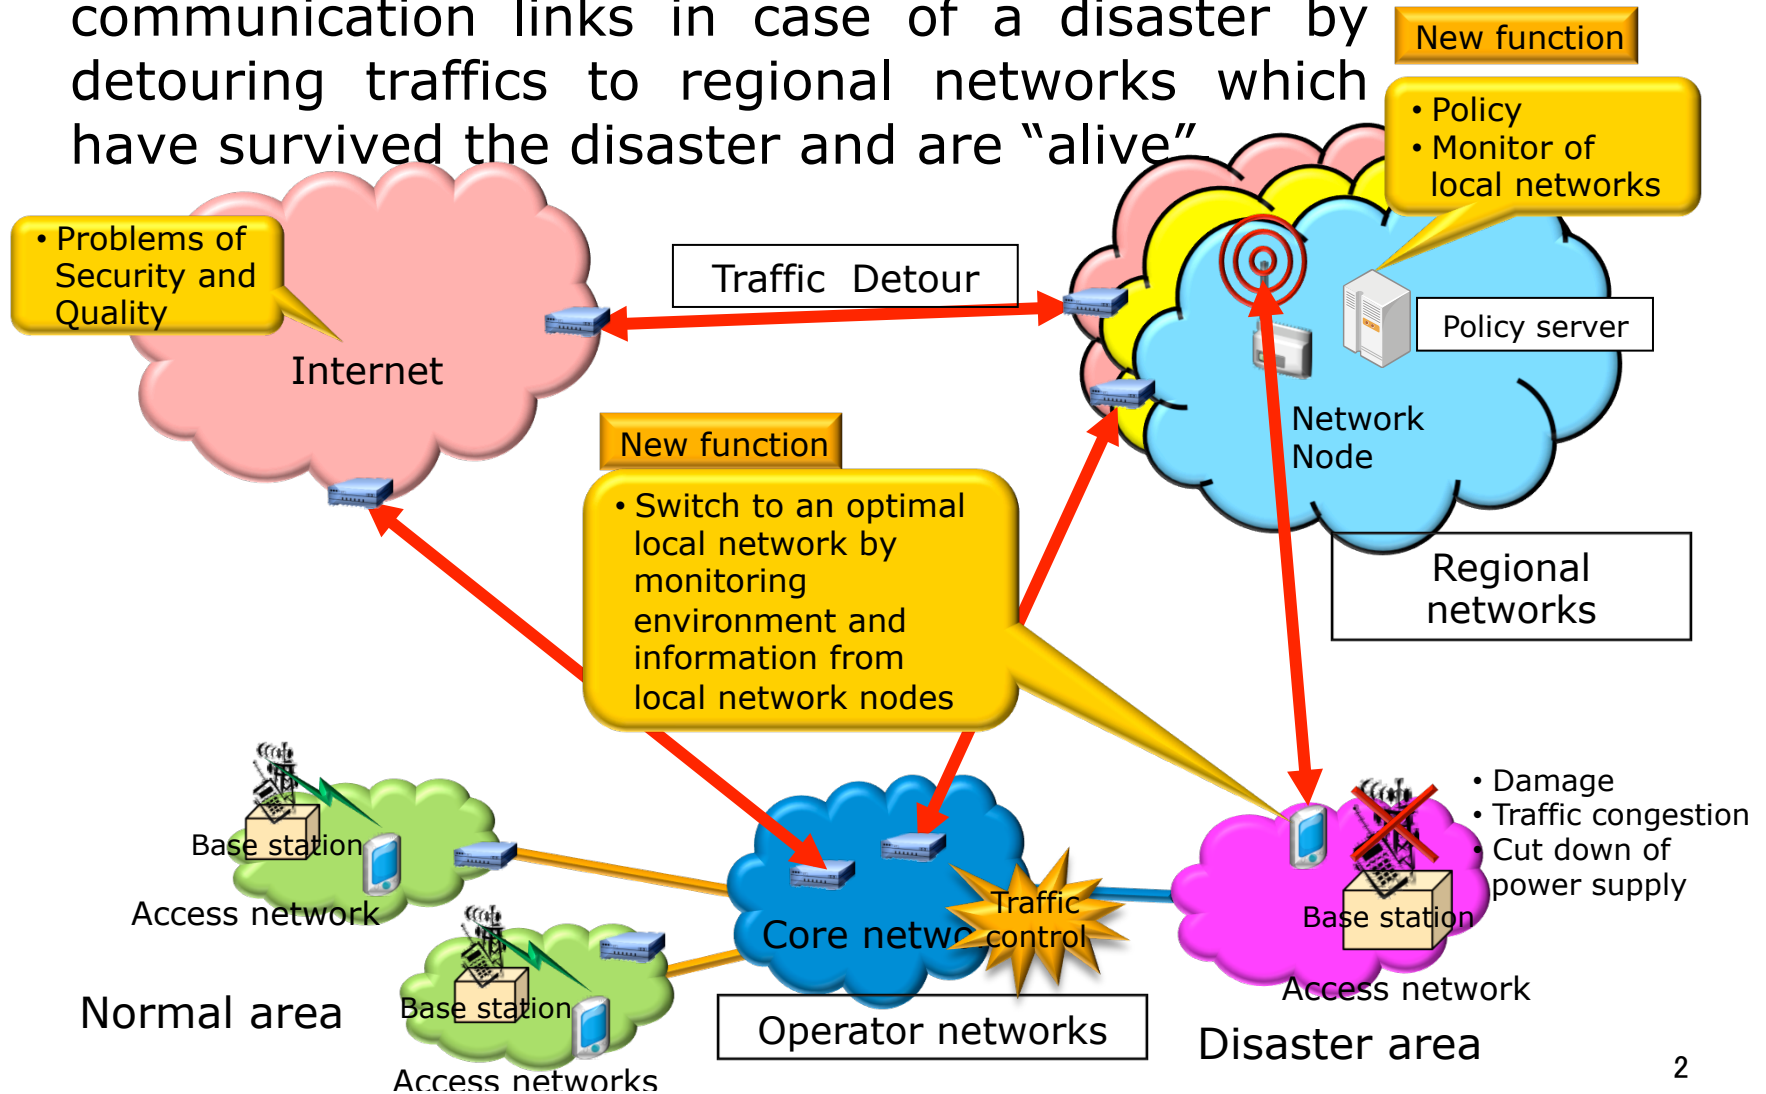 communication links in case of a disaster by
detouring traffics to regional networks which
have survived the disaster and are “alive”.
New function
• Policy
• Monitor of
local networks
• Problems of
Security and
Quality
Traffic Detour
Policy server
Internet
Network
Node
New function
• Switch to an optimal
local network by
monitoring
environment and
information from
local network nodes
Regional
networks
• Damage
• Traffic congestion
• Cut down of
power supply
Base station
Access network
Traffic
control
Core netwo
Base station
Access network
Base station
Normal area
Operator networks
Disaster area
Access networks
2